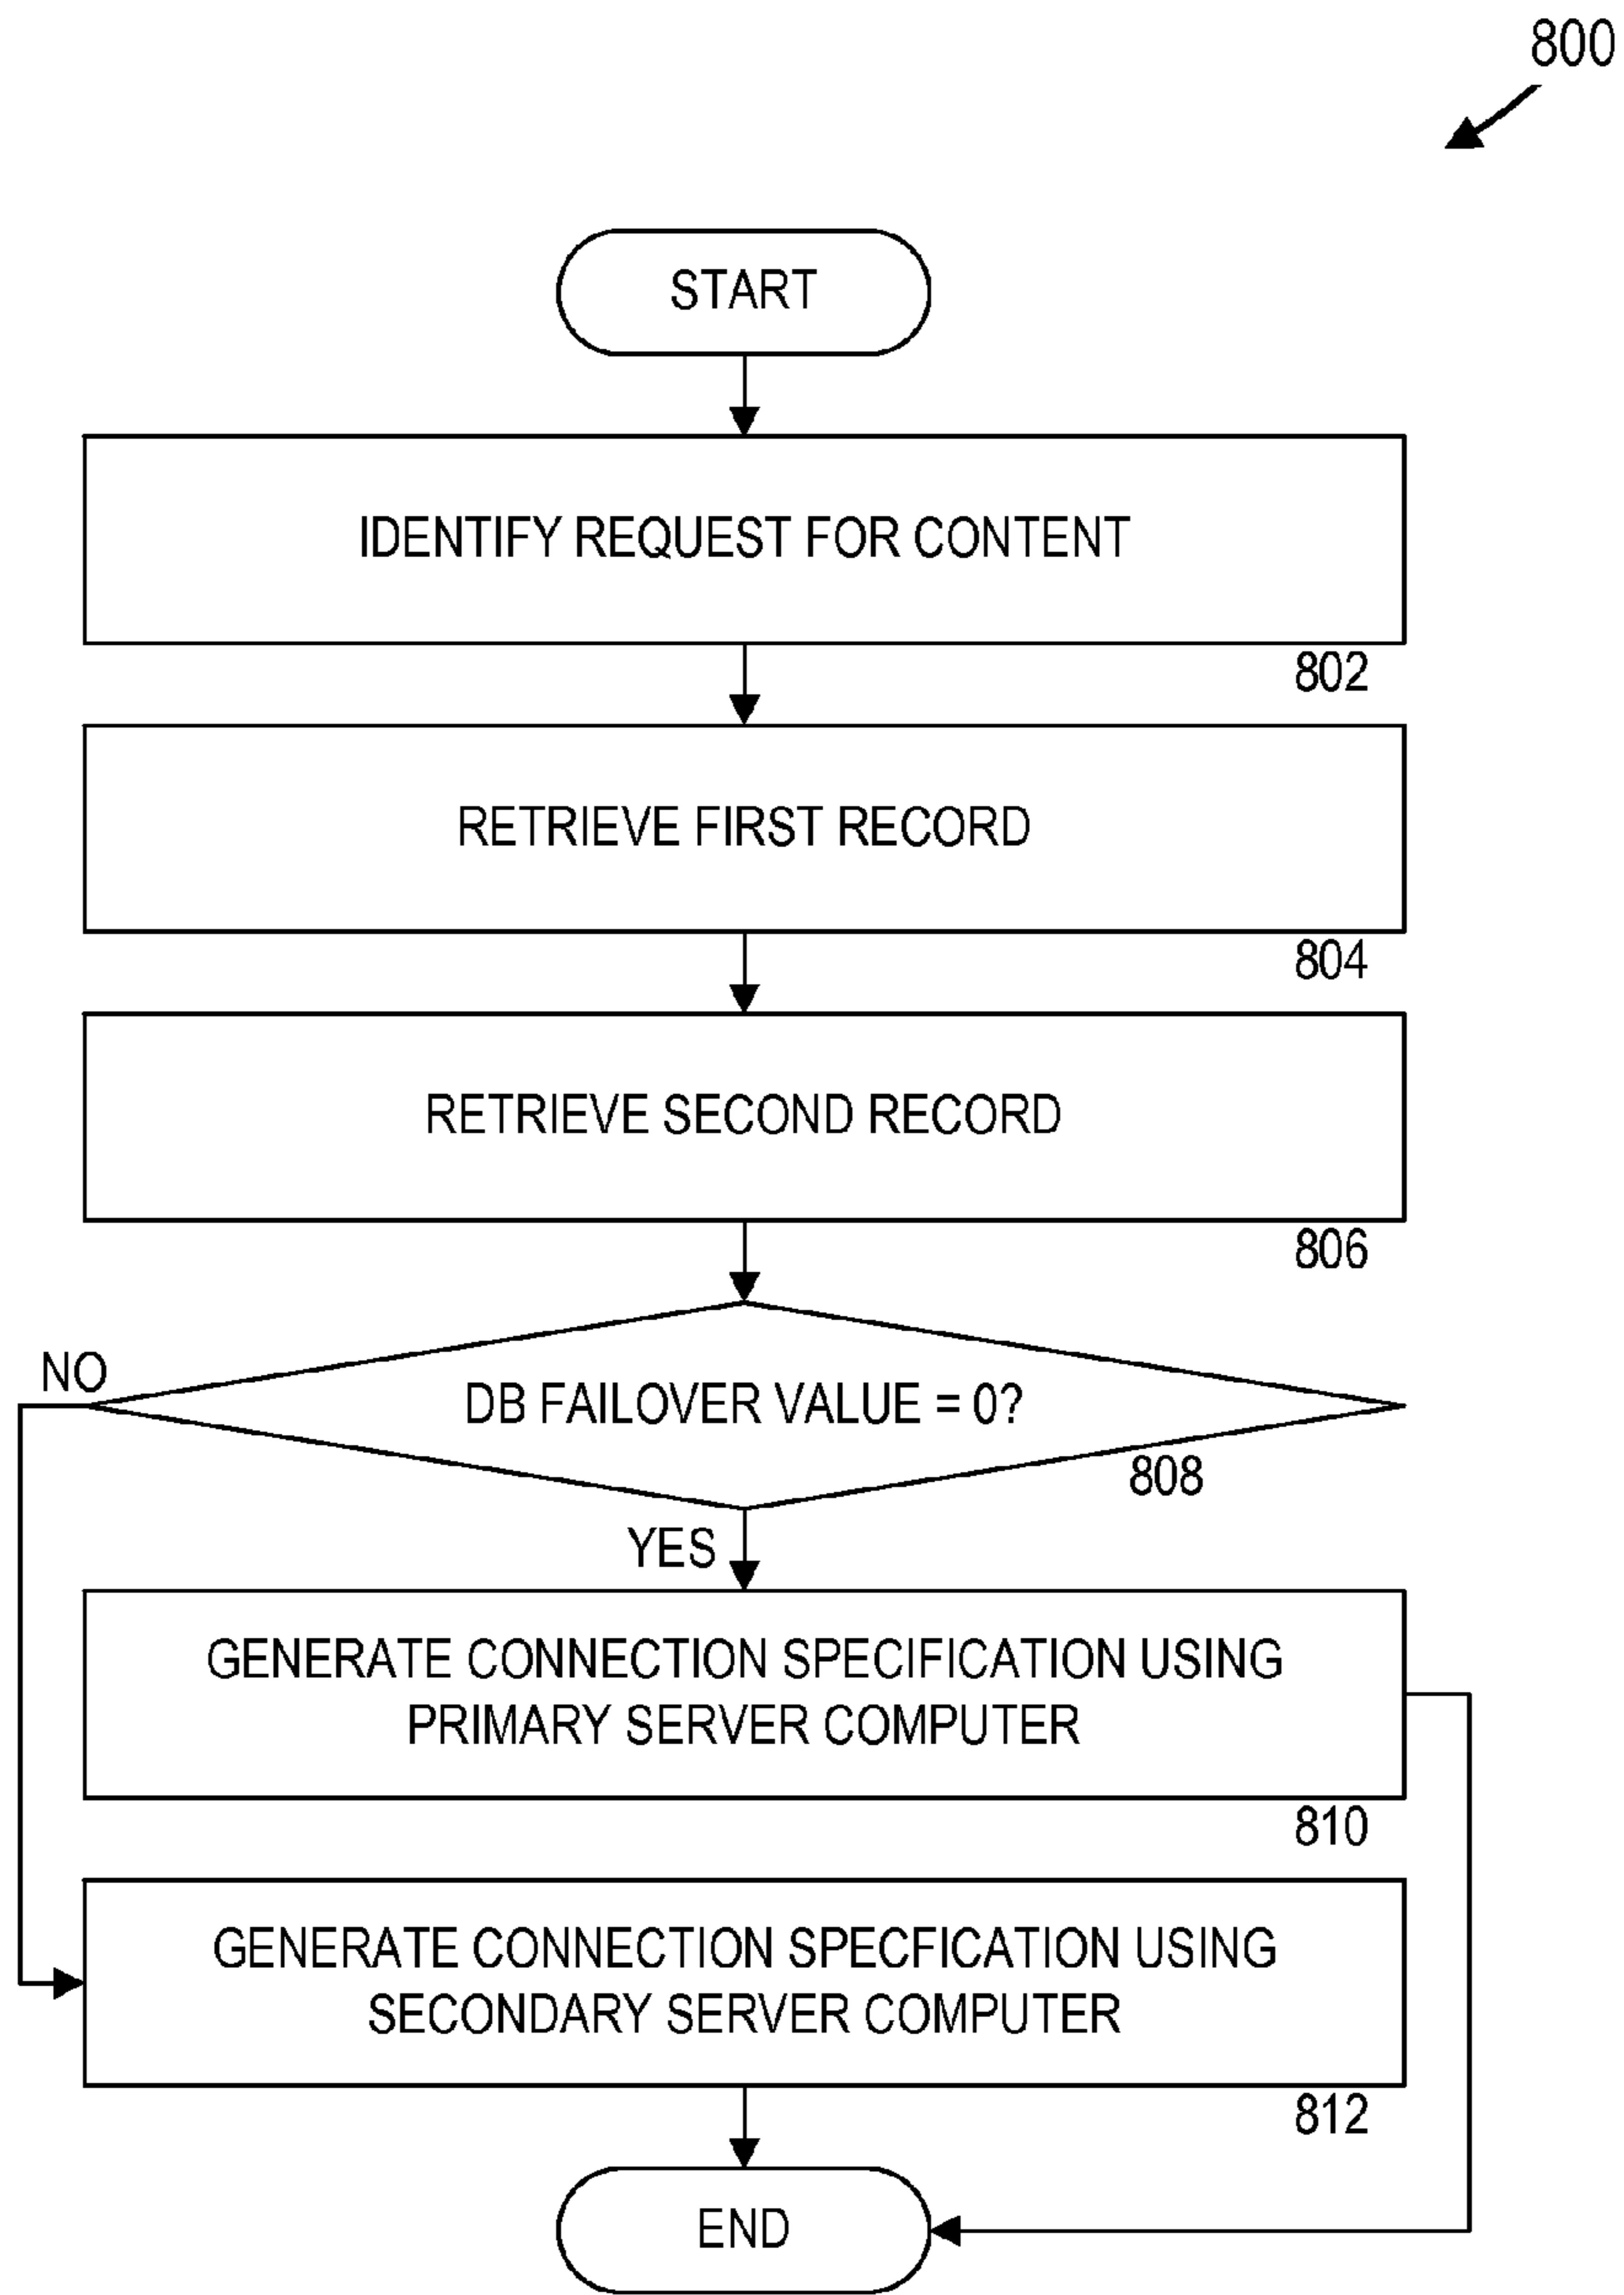 800
START
IDENTIFY REQUEST FOR CONTENT
802
RETRIEVE FIRST RECORD
804
RETRIEVE SECOND RECORD
806
NO
DB FAILOVER VALUE = 0?
808
YES
GENERATE CONNECTION SPECIFICATION USING
PRIMARY SERVER COMPUTER
810
GENERATE CONNECTION SPECFICATION USING
SECONDARY SERVER COMPUTER
812
END